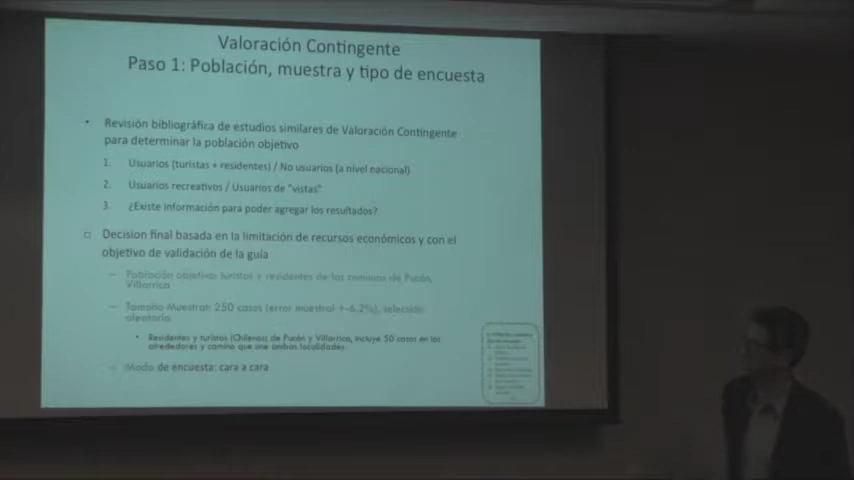 Valoración Contingente
Paso 1: Población, muestra y tipo de encuesta
• Revisión bibliográfica de estudios similares de Valoración Contingente
para determinar la población objetivo
1. Usuarios (turistas + residentes) / No usuarios (a nivel nacional)
2. Usuarios recreativos / Usuarios de "vistas"
3. ¿Existe información para poder agregar los resultados?
Decision final basada en la limitación de recursos económicos y con el
objetivo de validación de la guía
– Población objetivo: turistas y residentes de las comunas de Pucón,
Villarrica
– Tamaño Muestral: 250 casos (error muestral +-6.2%), selección
aleatoria
• Residentes y turistas (Chilenos) de Pucón y Villarrica, incluye 50 casos en los
alrededores y camino que une ambas localidades
– Modo de encuesta: cara a cara